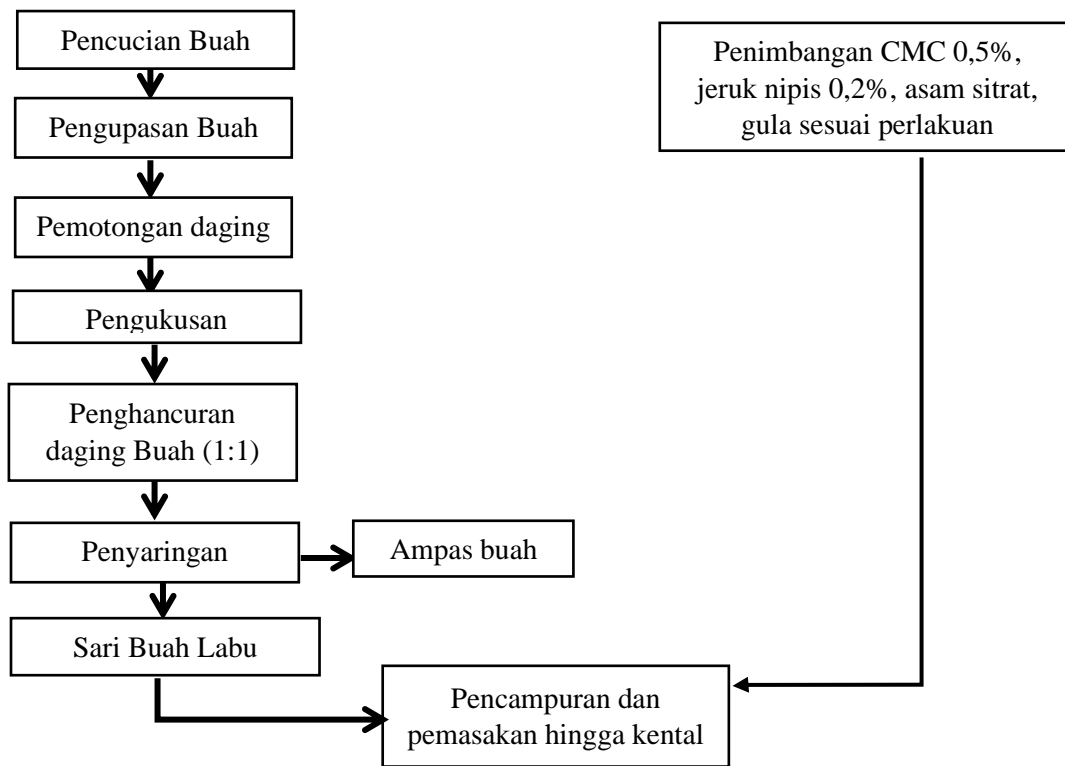 Pencucian Buah
Pengupasan Buah
Pemotongan daging
Pengukusan
Penghancuran
daging Buah (1:1)
Penyaringan
Ampas buah
Sari Buah Labu
Penimbangan CMC 0,5%,
jeruk nipis 0,2%, asam sitrat,
gula sesuai perlakuan
Pencampuran dan
pemasakan hingga kental